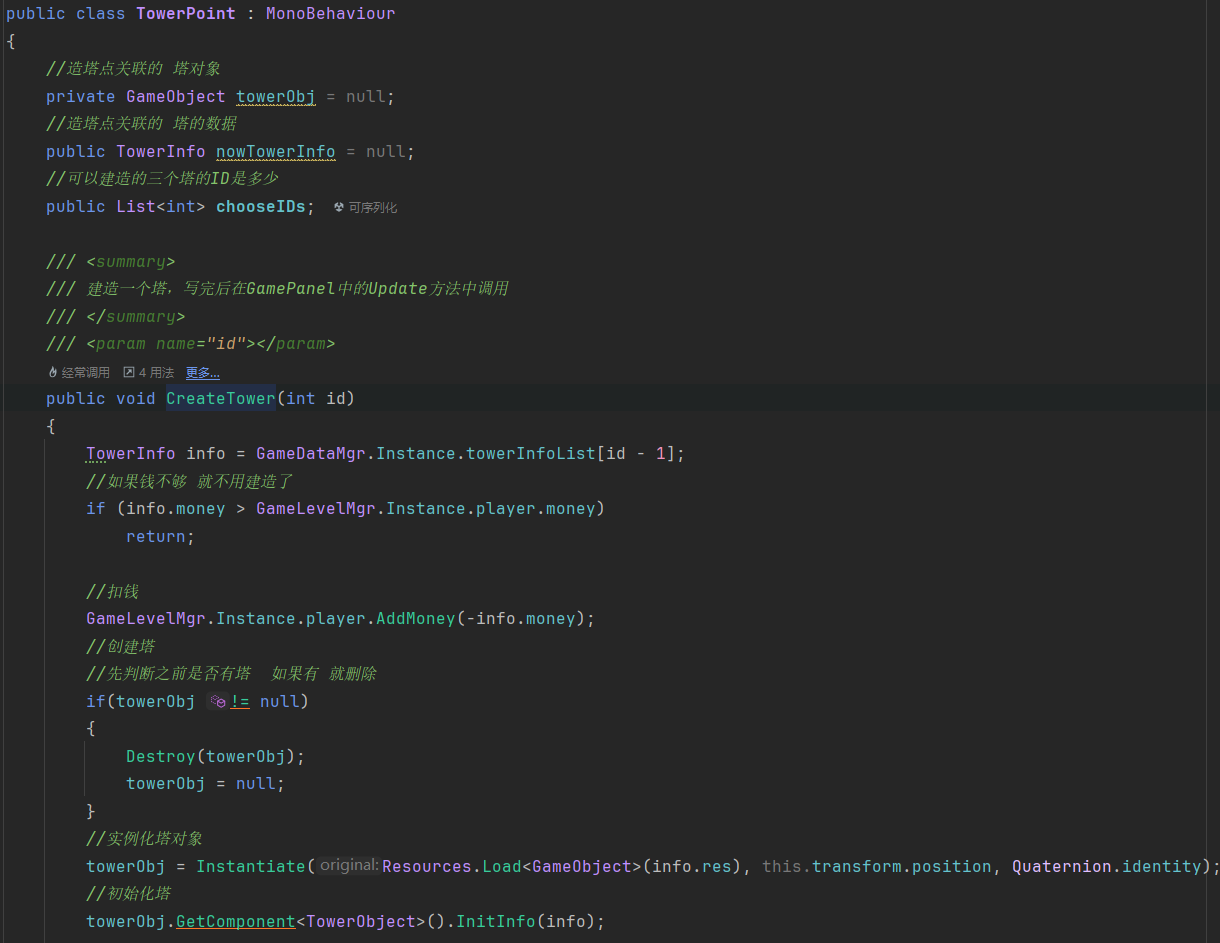 public class TowerPoint : MonoBehaviour
{
    //造塔点关联的 塔对象
    private GameObject towerObj = null;
    //造塔点关联的 塔的数据
    public TowerInfo nowTowerInfo = null;
    //可以建造的三个塔的ID是多少
    public List<int> chooseIDs;  可序列化

    /// <summary>
    /// 建造一个塔，写完后在GamePanel中的Update方法中调用
    /// </summary>
    /// <param name="id"></param>
    经常调用  4 用法  更多...
    public void CreateTower(int id)
    {
        TowerInfo info = GameDataMgr.Instance.towerInfoList[id - 1];
        //如果钱不够 就不用建造了
        if (info.money > GameLevelMgr.Instance.player.money)
            return;

        //扣钱
        GameLevelMgr.Instance.player.AddMoney(-info.money);
        //创建塔
        //先判断之前是否有塔  如果有 就删除
        if(towerObj != null)
        {
            Destroy(towerObj);
            towerObj = null;
        }
        //实例化塔对象
        towerObj = Instantiate(original:Resources.Load<GameObject>(info.res), this.transform.position, Quaternion.identity);
        //初始化塔
        towerObj.GetComponent<TowerObject>().InitInfo(info);